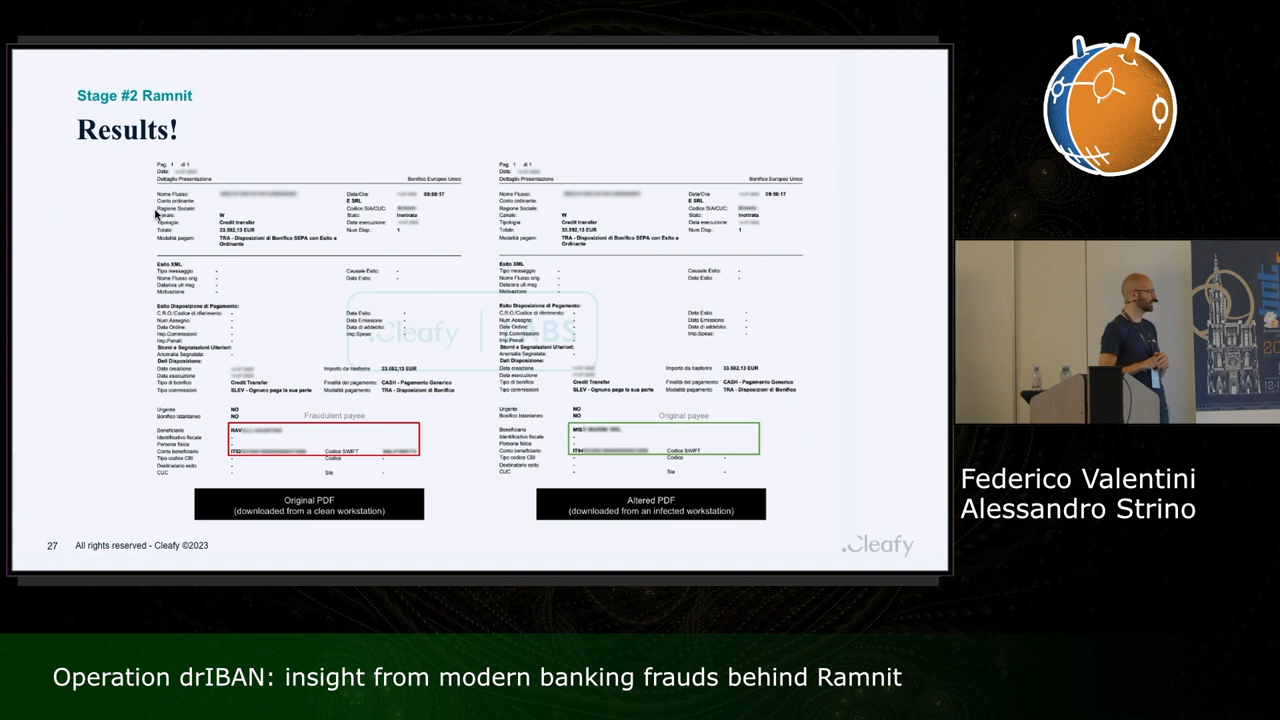 Stage #2 Ramnit
Results!
Pag. 1 di 1
Data:
Dettaglio Presentazione Bonifico Europeo Unico
Nome Flusso: Data/Ora: 09:58:17
Conto ordinante: E SRL
Ragione Sociale: Codice SIA/CUC:
W Stato: Inoltrata
Tipologia: Credit transfer Data esecuzione:
Totale: 33.592,13 EUR Num.Disp.: 1
Modalità pagam: TRA - Disposizioni di Bonifico SEPA con Esito a
Ordinante
Esito XML
Tipo messaggio - Causale Esito: -
Nome Flusso orig - Data Esito: -
Data/ora ult msg -
Motivazione -
Esito Disposizione di Pagamento:
C.R.O./Codice di riferimento: - Data Esito: -
Num.Assegno: - Data Emissione -
Data Ordine: - Data di addebito: -
Imp.Commissioni: - Imp.Spese: -
Imp.Penali: -
Storni e Segnalazioni Ulteriori:
Anomalia Segnalata: -
Dati Disposizione:
Data creazione Importo da trasferire 33.592,13 EUR
Data esecuzione
Tipo di bonifico Credit Transfer Finalità del pagamento: CASH - Pagamento Generico
Tipo commissioni SLEV - Ognuno paga la sua parte Modalità pagamento TRA - Disposizioni di Bonifico
Urgente NO
Bonifico Istantaneo NO
Fraudulent payee
Beneficiario RAV
Identificativo fiscale -
Persona fisica -
Conto beneficiario IT52 Codice SWIFT
Tipo codice CBI - Codice -
Destinatario esito -
CUC - Sia -
Original PDF
(downloaded from a clean workstation)
Pag. 1 di 1
Data:
Dettaglio Presentazione Bonifico Europeo Unico
Nome Flusso: Data/Ora: 09:58:17
Conto ordinante: E SRL
Ragione Sociale: Codice SIA/CUC:
Canale: W Stato: Inoltrata
Tipologia Credit transfer Data esecuzione:
Totale: 33.592,13 EUR Num.Disp.: 1
Modalità pagam: TRA - Disposizioni di Bonifico SEPA con Esito a
Ordinante
Esito XML
Tipo messaggio - Causale Esito: -
Nome Flusso orig - Data Esito: -
Data/ora ult msg -
Motivazione -
Esito Disposizione di Pagamento:
C.R.O./Codice di riferimento: - Data Esito: -
Num.Assegno: - Data Emissione -
Data Ordine: - Data di addebito: -
Imp.Commissioni: - Imp.Spese: -
Imp.Penali: -
Storni e Segnalazioni Ulteriori:
Anomalia Segnalata: -
Dati Disposizione:
Data creazione Importo da trasferire 33.592,13 EUR
Data esecuzione
Tipo di bonifico Credit Transfer Finalità del pagamento: CASH - Pagamento Generico
Tipo commissioni SLEV - Ognuno paga la sua parte Modalità pagamento TRA - Disposizioni di Bonifico
Urgente NO
Bonifico Istantaneo NO
Original payee
Beneficiario
Identificativo fiscale -
Persona fisica -
Conto beneficiario IT94 Codice SWIFT
Tipo codice CBI - Codice -
Destinatario esito -
CUC - Sia -
Altered PDF
(downloaded from an infected workstation)
.Cleafy | LABS
27 All rights reserved - Cleafy ©2023
.Cleafy
Federico Valentini
Alessandro Strino
Operation drIBAN: insight from modern banking frauds behind Ramnit